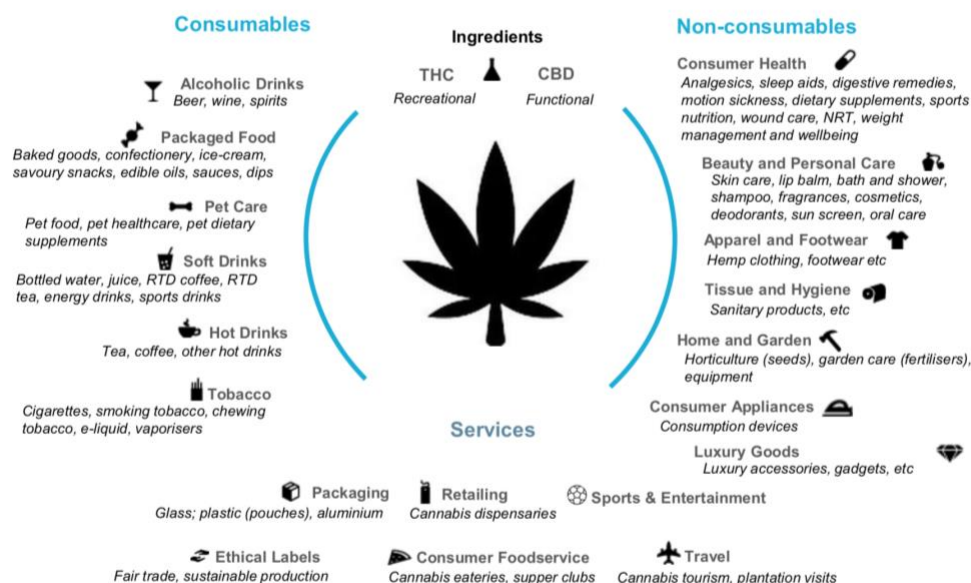 Consumables
Alcoholic Drinks
Beer, wine, spirits
Packaged Food
Baked goods, confectionery, ice-cream,
savoury snacks, edible oils, sauces, dips
Pet Care
Pet food, pet healthcare, pet dietary
supplements
Soft Drinks
Bottled water, juice, RTD coffee, RTD
tea, energy drinks, sports drinks
Hot Drinks
Tea, coffee, other hot drinks
Tobacco
Cigarettes, smoking tobacco, chewing
tobacco, e-liquid, vaporisers
Ingredients
THC
Recreational
CBD
Functional
Non-consumables
Consumer Health
Analgesics, sleep aids, digestive remedies,
motion sickness, dietary supplements, sports
nutrition, wound care, NRT, weight
management and wellbeing
Beauty and Personal Care
Skin care, lip balm, bath and shower,
shampoo, fragrances, cosmetics,
deodorants, sun screen, oral care
Apparel and Footwear
Hemp clothing, footwear etc
Tissue and Hygiene
Sanitary products, etc
Home and Garden
Horticulture (seeds), garden care (fertilisers),
equipment
Consumer Appliances
Consumption devices
Luxury Goods
Luxury accessories, gadgets, etc
Services
Packaging
Glass; plastic (pouches), aluminium
Retailing
Cannabis dispensaries
Sports & Entertainment
Ethical Labels
Fair trade, sustainable production
Consumer Foodservice
Cannabis eateries, supper clubs
Travel
Cannabis tourism, plantation visits